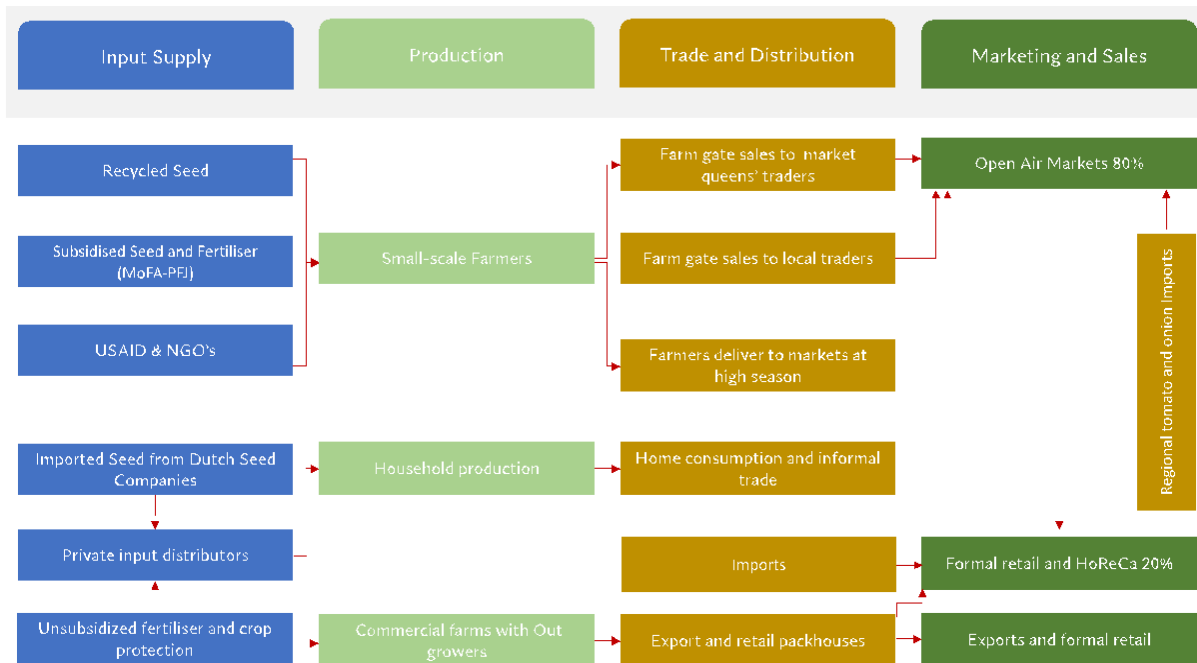 Input Supply
Production
Trade and Distribution
Marketing and Sales
Recycled Seed
Farm gate sales to market
queens' traders
Open Air Markets 80%
Subsidised Seed and Fertiliser
(MoFA-PFJ)
Small-scale Farmers
Farm gate sales to local traders
USAID & NGO's
Farmers deliver to markets at
high season
Regional tomato and onion Imports
Imported Seed from Dutch Seed
Companies
Household production
Home consumption and informal
trade
Private input distributors
Imports
Formal retail and HoReCa 20%
Unsubsidized fertiliser and crop
protection
Commercial farms with Out
growers
Export and retail packhouses
Exports and formal retail